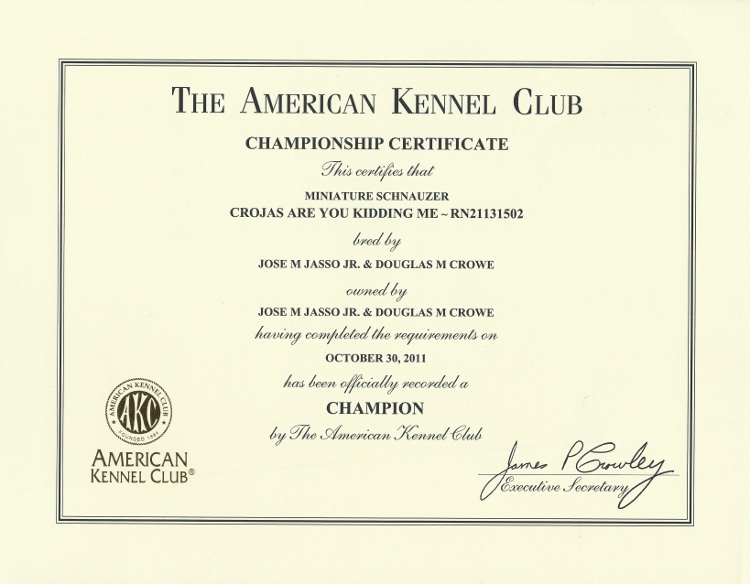 THE AMERICAN KENNEL CLUB
CHAMPIONSHIP CERTIFICATE
This certifies that
MINIATURE SCHNAUZER
CROJAS ARE YOU KIDDING ME ~ RN21131502
bred by
JOSE M JASSO JR. & DOUGLAS M CROWE
owned by
JOSE M JASSO JR. & DOUGLAS M CROWE
having completed the requirements on
OCTOBER 30, 2011
has been officially recorded a
CHAMPION
by The American Kennel Club
AMERICAN KENNEL CLUB
AKC
FOUNDED 1884
AMERICAN
KENNEL CLUB®
James P Crowley
Executive Secretary